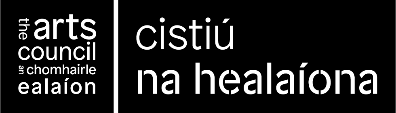 the arts
council
an chomhairle
ealaíon
cistiú
na healaíona